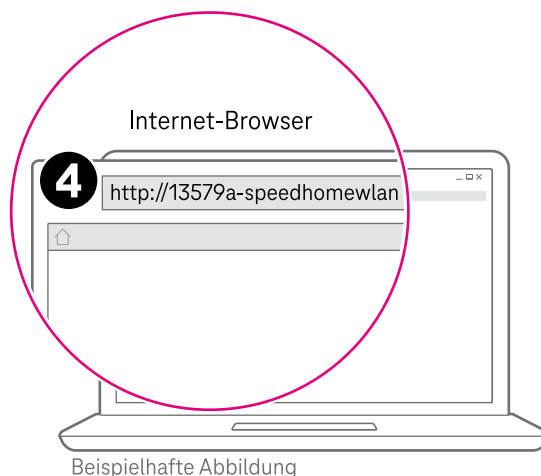 Internet-Browser
4
http://13579a-speedhomewlan
Beispielhafte Abbildung